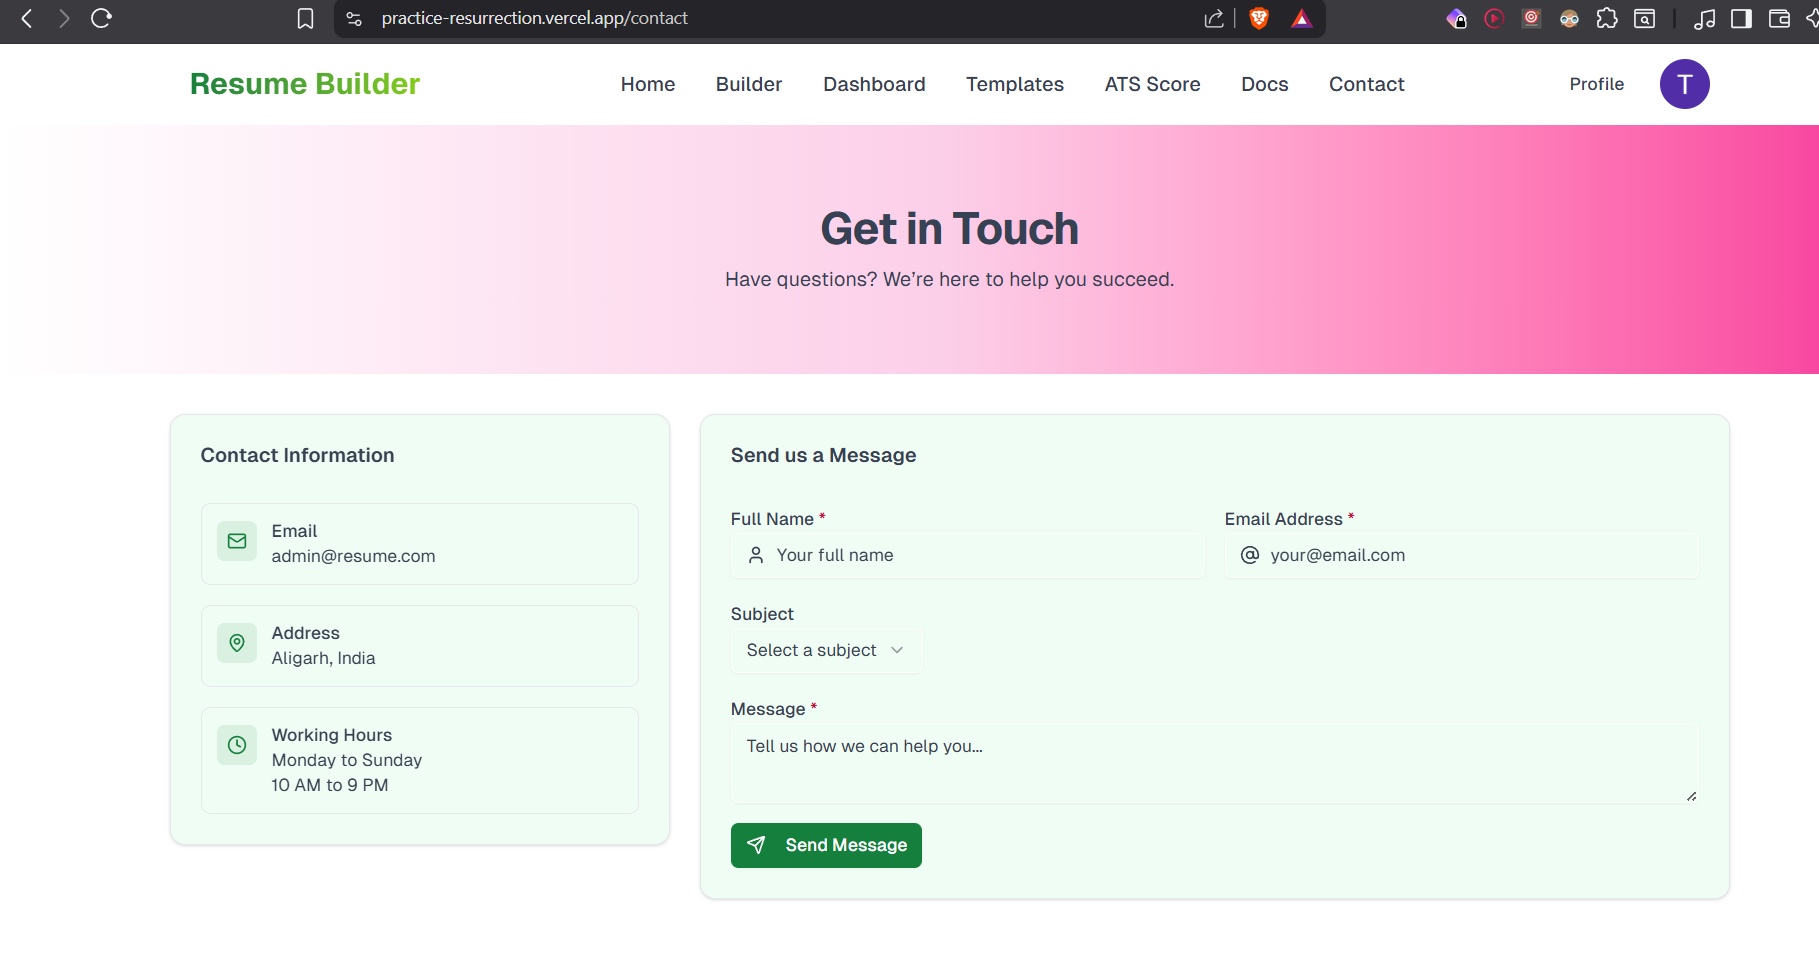 practice-resurrection.vercel.app/contact
Resume Builder
Home
Builder
Dashboard
Templates
ATS Score
Docs
Contact
Profile
T
Get in Touch
Have questions? We’re here to help you succeed.
Contact Information
Email
admin@resume.com
Address
Aligarh, India
Working Hours
Monday to Sunday
10 AM to 9 PM
Send us a Message
Full Name *
Your full name
Email Address *
your@email.com
Subject
Select a subject
Message *
Tell us how we can help you...
Send Message